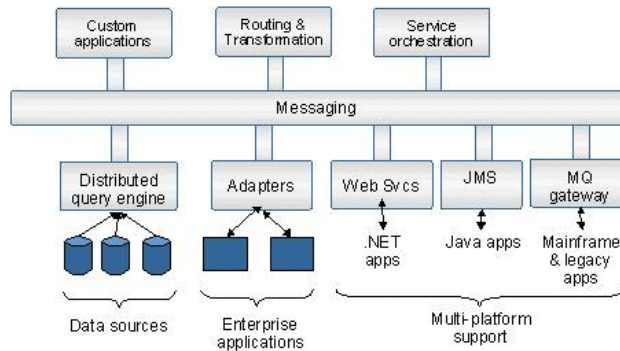 Custom
applications
Routing &
Transformation
Service
orchestration
Messaging
Distributed
query engine
Adapters
Web Svcs
JMS
MQ
gateway
.NET
apps
Java apps
Mainframe
& legacy
apps
Data sources
Enterprise
applications
Multi-platform
support